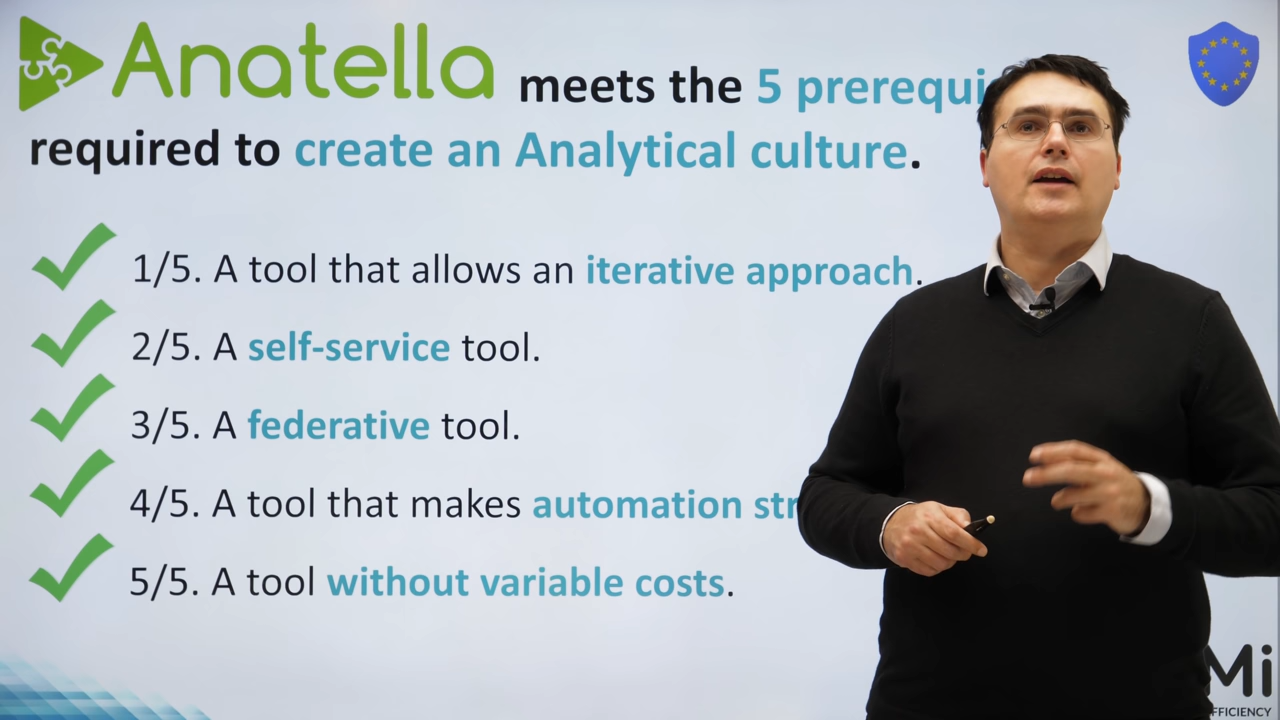 Anatella meets the 5 prerequi
required to create an Analytical culture.
1/5. A tool that allows an iterative approach.
2/5. A self-service tool.
3/5. A federative tool.
4/5. A tool that makes automation str
5/5. A tool without variable costs.
Mi
FFICIENCY